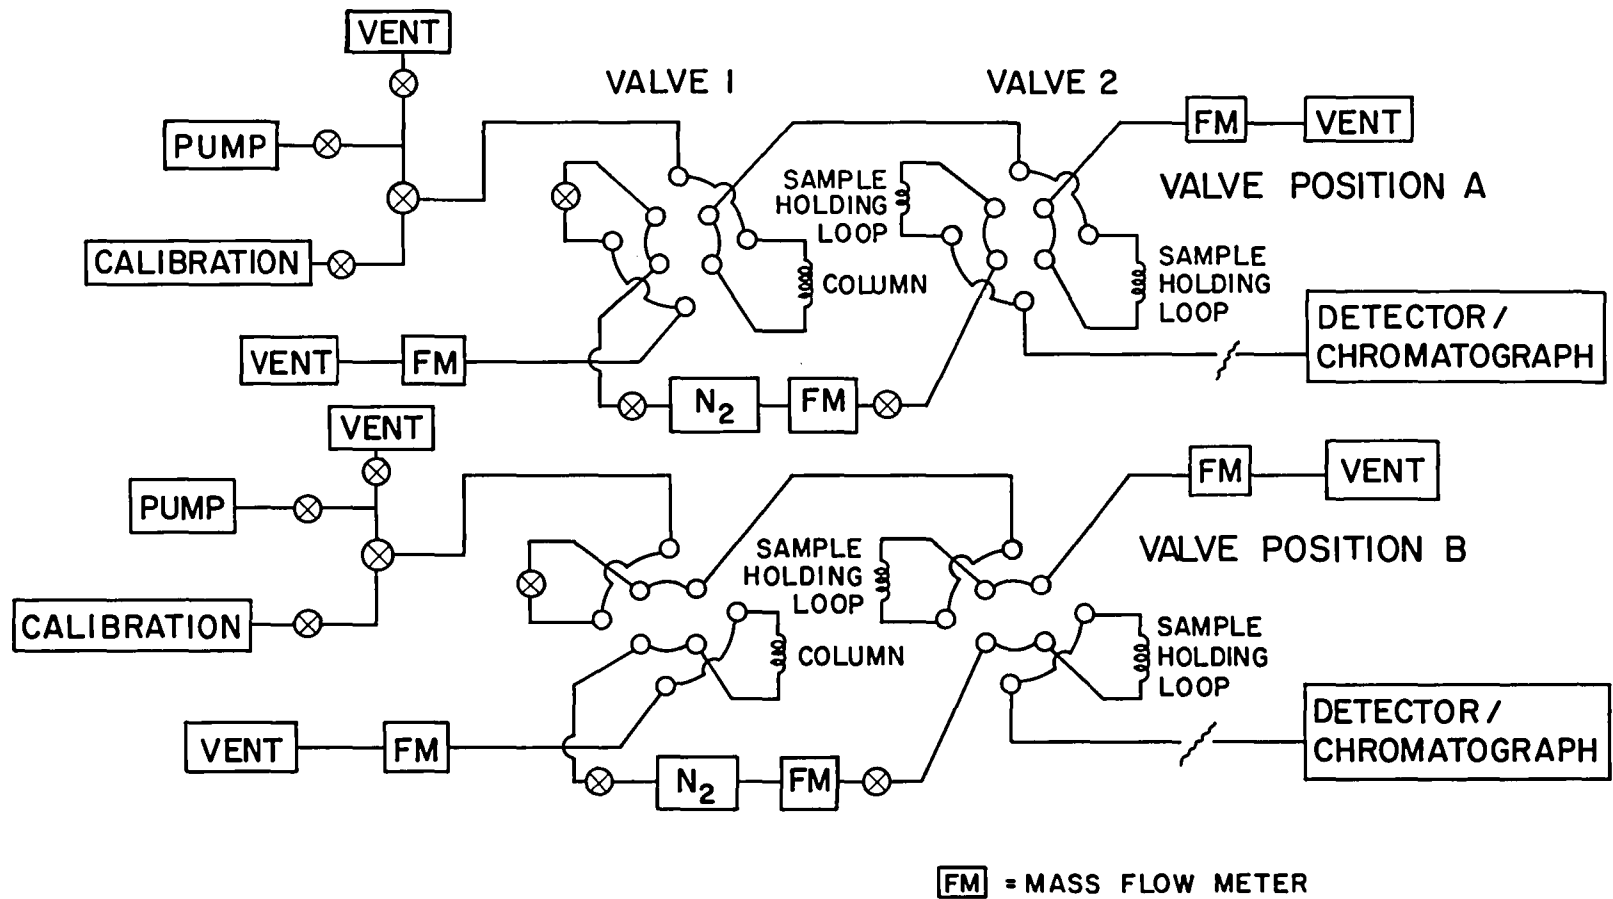 VENT
VALVE 1
VALVE 2
FM
VENT
PUMP
SAMPLE
HOLDING
LOOP
VALVE POSITION A
CALIBRATION
COLUMN
SAMPLE
HOLDING
LOOP
DETECTOR/
CHROMATOGRAPH
VENT
FM
N2
FM
VENT
FM
VENT
PUMP
SAMPLE
HOLDING
LOOP
VALVE POSITION B
CALIBRATION
COLUMN
SAMPLE
HOLDING
LOOP
DETECTOR/
CHROMATOGRAPH
VENT
FM
N2
FM
FM = MASS FLOW METER